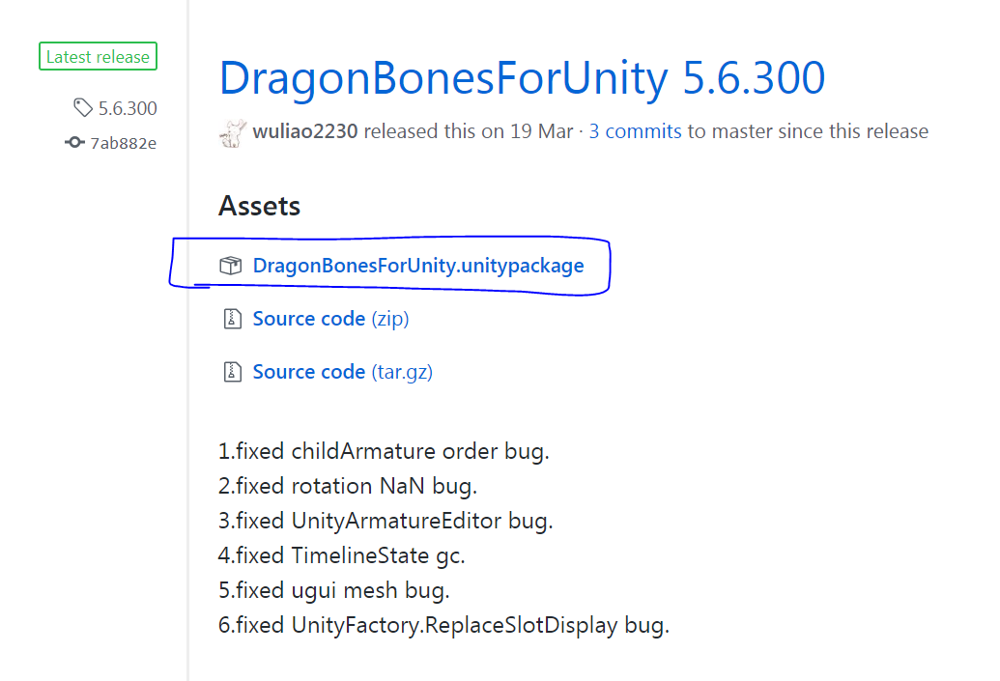 Latest release
5.6.300
7ab882e
DragonBonesForUnity 5.6.300
wuliao2230 released this on 19 Mar · 3 commits to master since this release
Assets
DragonBonesForUnity.unitypackage
Source code (zip)
Source code (tar.gz)
1.fixed childArmature order bug.
2.fixed rotation NaN bug.
3.fixed UnityArmatureEditor bug.
4.fixed TimelineState gc.
5.fixed ugui mesh bug.
6.fixed UnityFactory.ReplaceSlotDisplay bug.